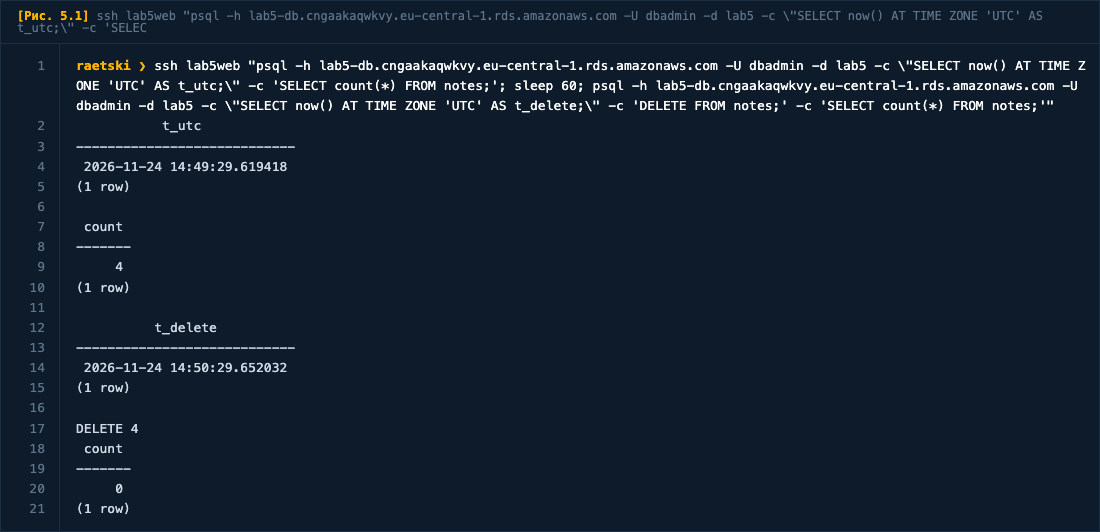 [Рис. 5.1] ssh lab5web "psql -h lab5-db.cngaakaqwkvy.eu-central-1.rds.amazonaws.com -U dbadmin -d lab5 -c \"SELECT now() AT TIME ZONE 'UTC' AS
t_utc;\" -c 'SELEC
1 raetski ❯ ssh lab5web "psql -h lab5-db.cngaakaqwkvy.eu-central-1.rds.amazonaws.com -U dbadmin -d lab5 -c \"SELECT now() AT TIME Z
ONE 'UTC' AS t_utc;\" -c 'SELECT count(*) FROM notes;'; sleep 60; psql -h lab5-db.cngaakaqwkvy.eu-central-1.rds.amazonaws.com -U
dbadmin -d lab5 -c \"SELECT now() AT TIME ZONE 'UTC' AS t_delete;\" -c 'DELETE FROM notes;' -c 'SELECT count(*) FROM notes;'"
2 t_utc
3 ----------------------------
4 2026-11-24 14:49:29.619418
5 (1 row)
6
7 count
8 -------
9 4
10 (1 row)
11
12 t_delete
13 ----------------------------
14 2026-11-24 14:50:29.652032
15 (1 row)
16
17 DELETE 4
18 count
19 -------
20 0
21 (1 row)